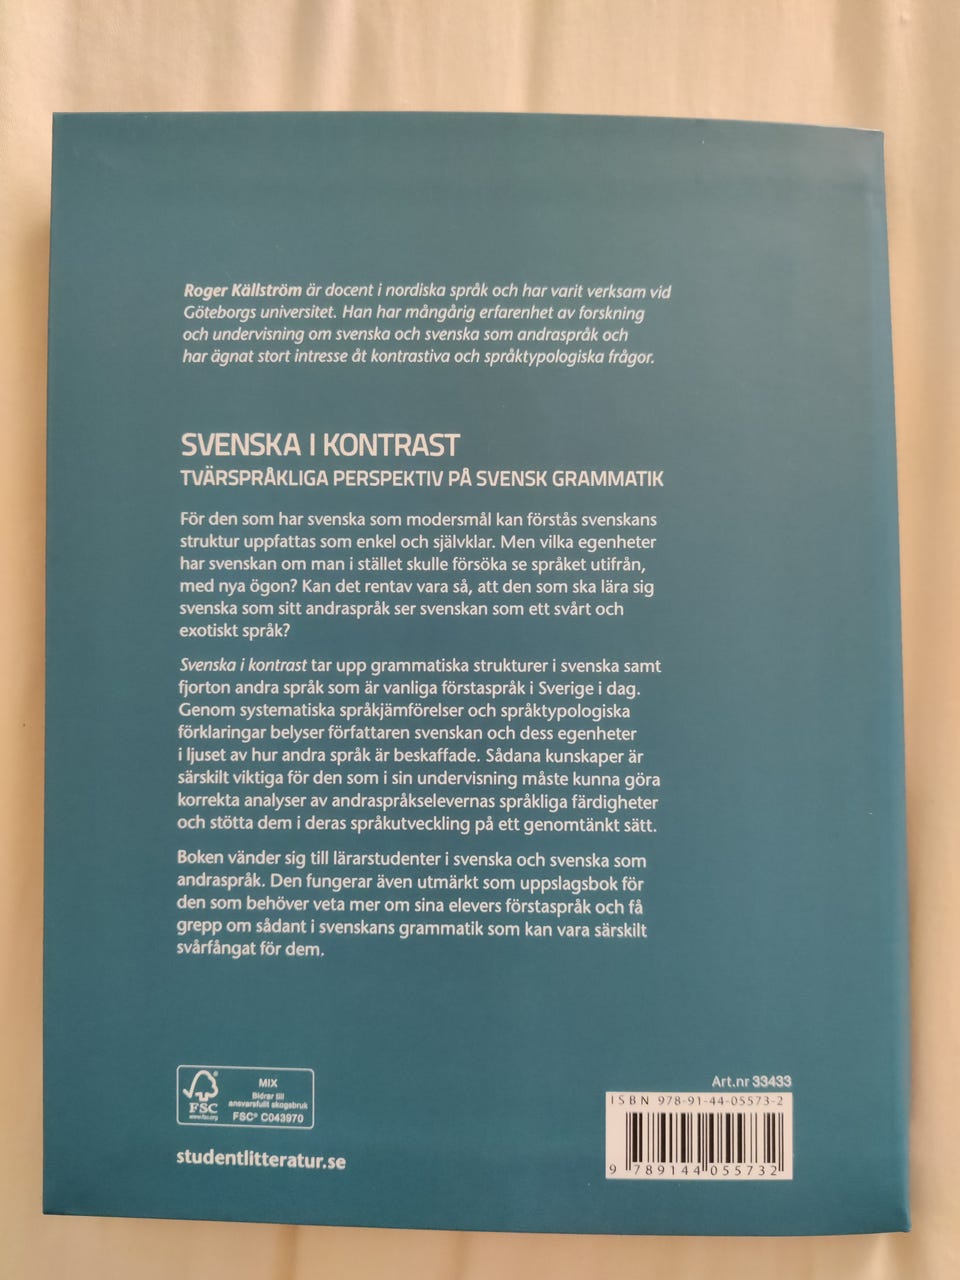 Roger Källström är docent i nordiska språk och har varit verksam vid
Göteborgs universitet. Han har mångårig erfarenhet av forskning
och undervisning om svenska och svenska som andraspråk och
har ägnat stort intresse åt kontrastiva och språktypologiska frågor.
SVENSKA I KONTRAST
TVÄRSPRÅKLIGA PERSPEKTIV PÅ SVENSK GRAMMATIK
För den som har svenska som modersmål kan förstås svenskans
struktur uppfattas som enkel och självklar. Men vilka egenheter
har svenskan om man i stället skulle försöka se språket utifrån,
med nya ögon? Kan det rentav vara så, att den som ska lära sig
svenska som sitt andraspråk ser svenskan som ett svårt och
exotiskt språk?
Svenska i kontrast tar upp grammatiska strukturer i svenska samt
fjorton andra språk som är vanliga förstaspråk i Sverige i dag.
Genom systematiska språkjämförelser och språktypologiska
förklaringar belyser författaren svenskan och dess egenheter
i ljuset av hur andra språk är beskaffade. Sådana kunskaper är
särskilt viktiga för den som i sin undervisning måste kunna göra
korrekta analyser av andraspråkselevernas språkliga färdigheter
och stötta dem i deras språkutveckling på ett genomtänkt sätt.
Boken vänder sig till lärarstudenter i svenska och svenska som
andraspråk. Den fungerar även utmärkt som uppslagsbok för
den som behöver veta mer om sina elevers förstaspråk och få
grepp om sådant i svenskans grammatik som kan vara särskilt
svårfångat för dem.
FSC
www.fsc.org
MIX
Bidrar till
ansvarsfullt skogsbruk
FSC® C043970
studentlitteratur.se
Art.nr 33433
ISBN 978-91-44-05573-2
9 789144 055732